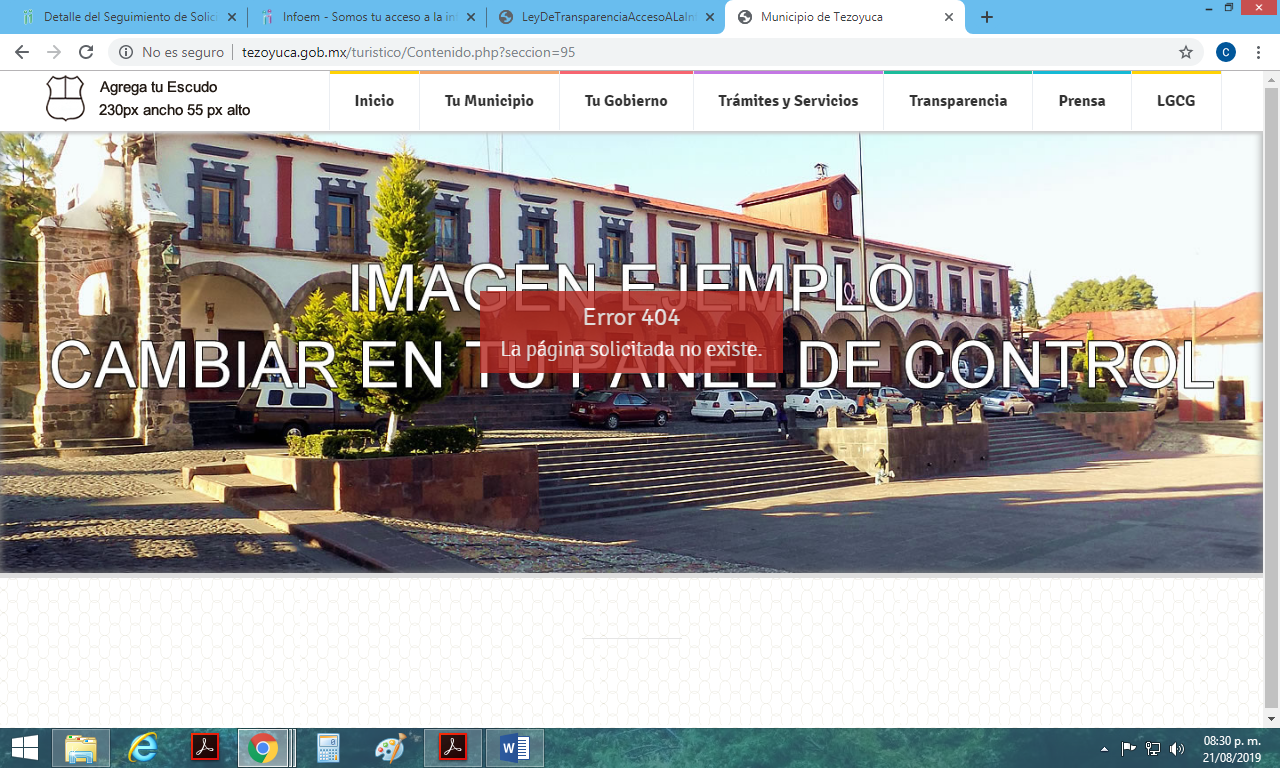 Detalle del Seguimiento de Solici
Infoem - Somos tu acceso a la in
LeyDeTransparenciaAccesoALaIn
Municipio de Tezoyuca
No es seguro
tezoyuca.gob.mx/turistico/Contenido.php?seccion=95
C
Agrega tu Escudo
230px ancho 55 px alto
Inicio
Tu Municipio
Tu Gobierno
Trámites y Servicios
Transparencia
Prensa
LGCG
IMAGEN EJEMPLO
Error 404
La página solicitada no existe.
CAMBIAR EN TU PANEL DE CONTROL
08:30 p. m.
21/08/2019